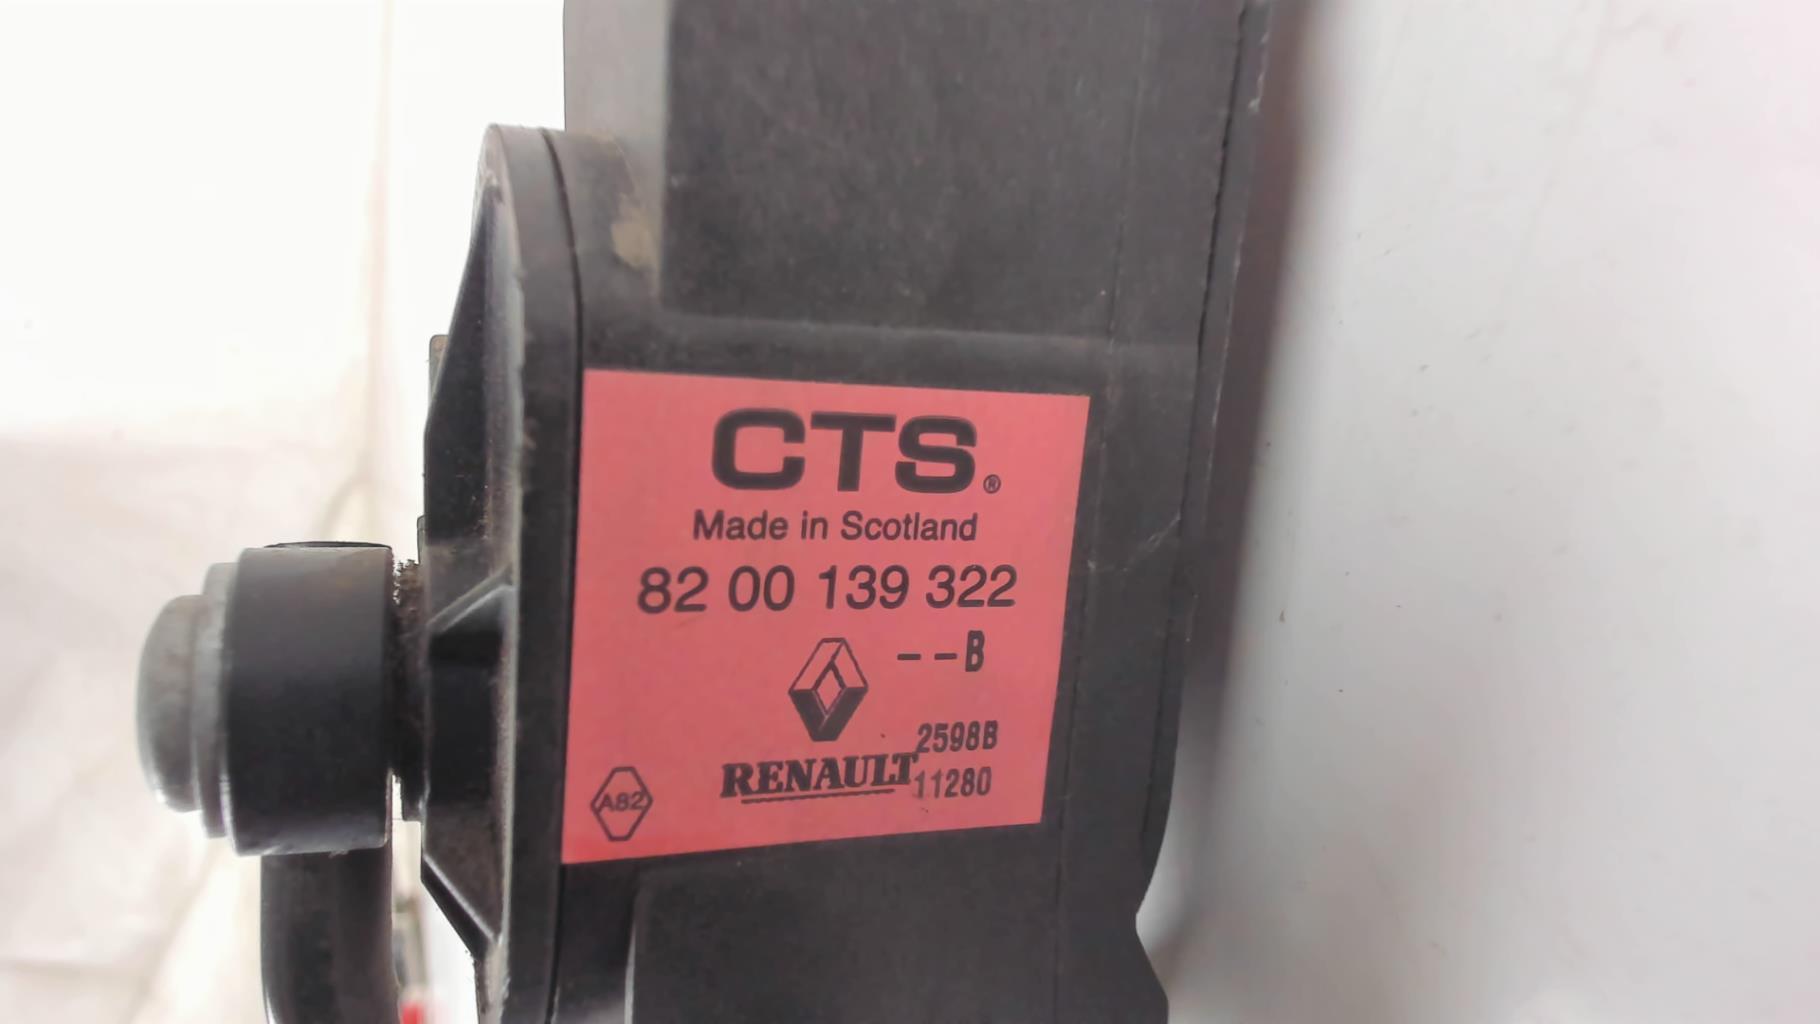 CTS®
Made in Scotland
82 00 139 322
--B
2598B
RENAULT
11280
A82